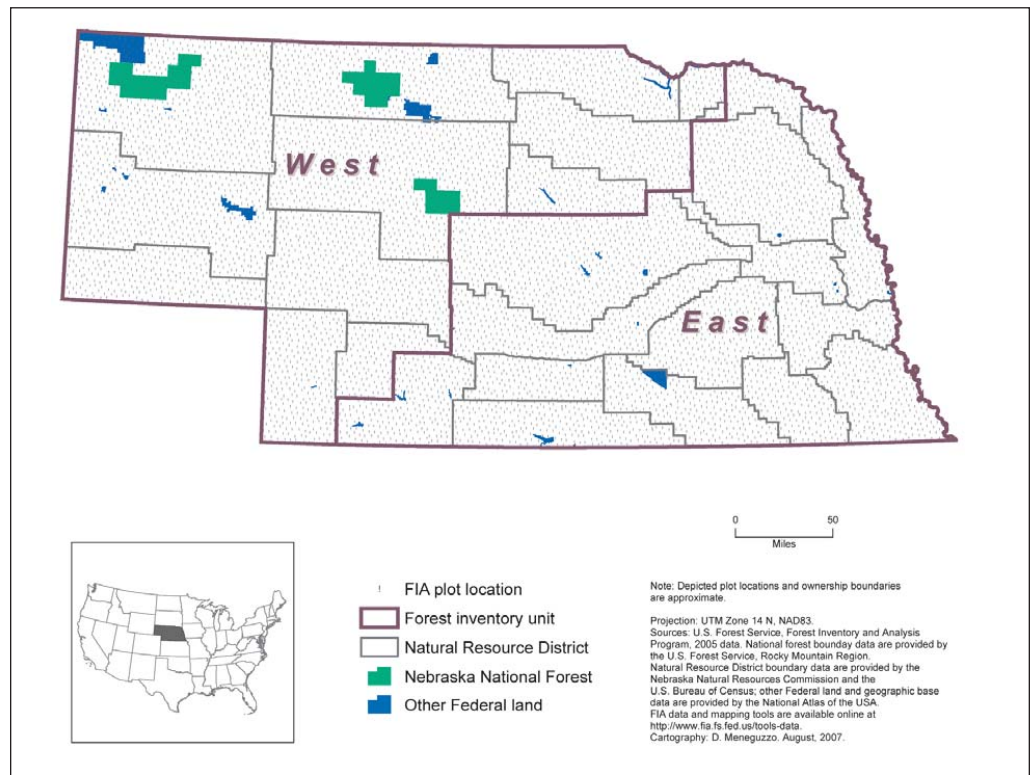 West
East
0 50
Miles
FIA plot location
Forest inventory unit
Natural Resource District
Nebraska National Forest
Other Federal land
Note: Depicted plot locations and ownership boundaries
are approximate.
Projection: UTM Zone 14 N, NAD83.
Sources: U.S. Forest Service, Forest Inventory and Analysis
Program, 2005 data. National forest bounday data are provided by
the U.S. Forest Service, Rocky Mountain Region.
Natural Resource District boundary data are provided by the
Nebraska Natural Resources Commission and the
U.S. Bureau of Census; other Federal land and geographic base
data are provided by the National Atlas of the USA.
FIA data and mapping tools are available online at
http://www.fia.fs.fed.us/tools-data.
Cartography: D. Meneguzzo. August, 2007.